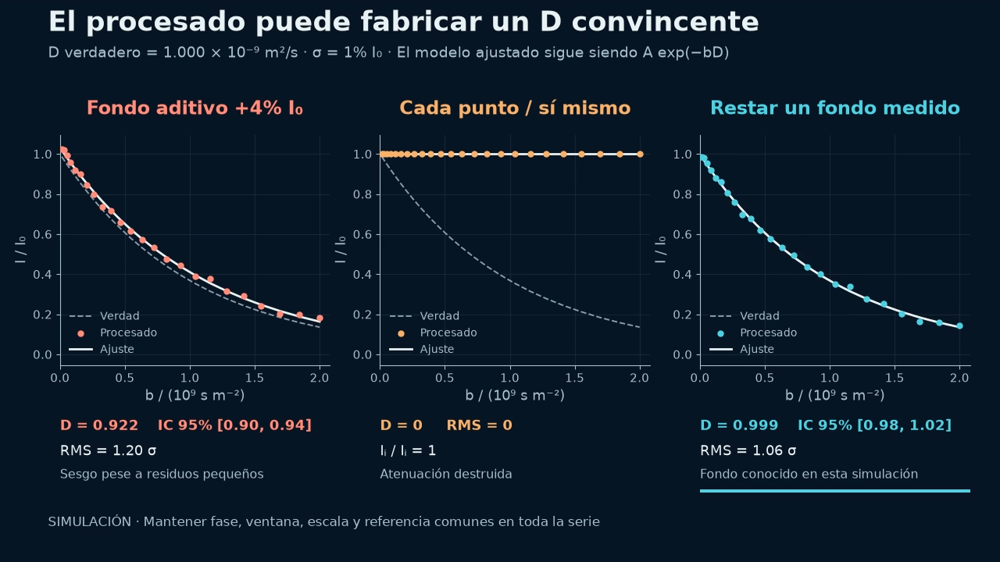 El procesado puede fabricar un D convincente
D verdadero = 1.000 × 10⁻⁹ m²/s · σ = 1% I₀ · El modelo ajustado sigue siendo A exp(−bD)
Fondo aditivo +4% I₀
1.0
0.8
0.6
0.4
0.2
0.0
I / I₀
Verdad
Procesado
Ajuste
0.0 0.5 1.0 1.5 2.0
b / (10⁹ s m⁻²)
D = 0.922 IC 95% [0.90, 0.94]
RMS = 1.20 σ
Sesgo pese a residuos pequeños
Cada punto / sí mismo
1.0
0.8
0.6
0.4
0.2
0.0
I / I₀
Verdad
Procesado
Ajuste
0.0 0.5 1.0 1.5 2.0
b / (10⁹ s m⁻²)
D = 0 RMS = 0
Iᵢ / Iᵢ = 1
Atenuación destruida
Restar un fondo medido
1.0
0.8
0.6
0.4
0.2
0.0
I / I₀
Verdad
Procesado
Ajuste
0.0 0.5 1.0 1.5 2.0
b / (10⁹ s m⁻²)
D = 0.999 IC 95% [0.98, 1.02]
RMS = 1.06 σ
Fondo conocido en esta simulación
SIMULACIÓN · Mantener fase, ventana, escala y referencia comunes en toda la serie